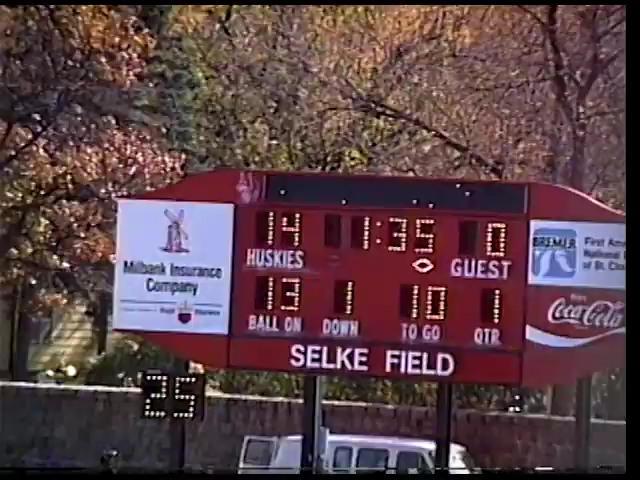 14 1:35 0
HUSKIES GUEST
13 1 10 1
BALL ON DOWN TO GO QTR
SELKE FIELD
25
Milbank Insurance
Company
BREMER
First Am
National
of St. Clo
Coca-Cola